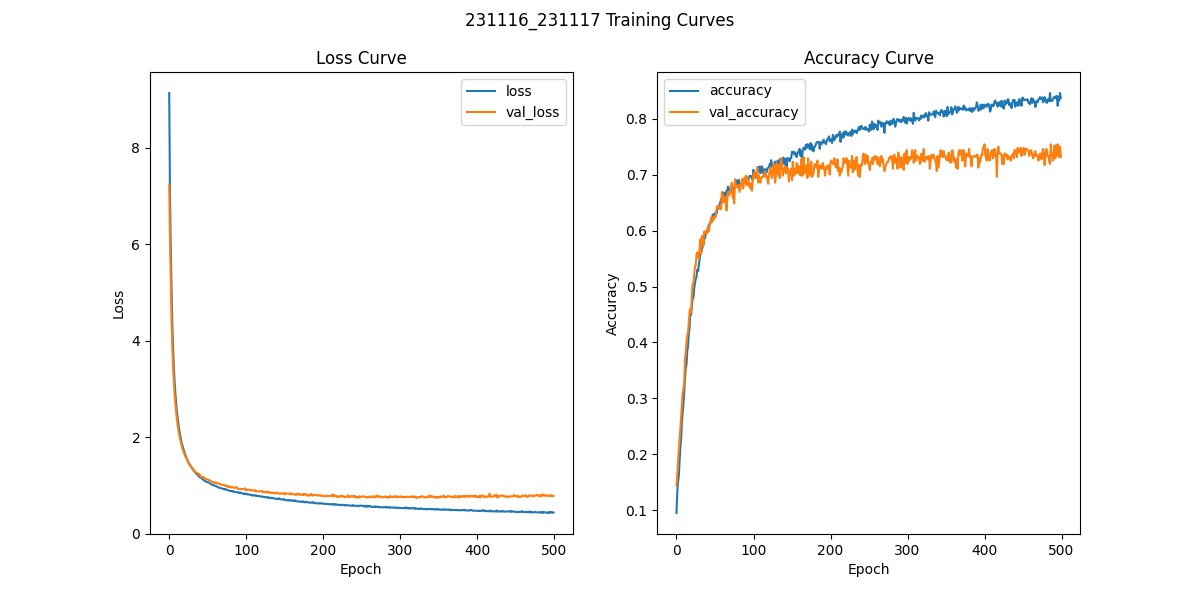 231116_231117 Training Curves
Loss Curve
loss
val_loss
Loss
8
6
4
2
0
0 100 200 300 400 500
Epoch
Accuracy Curve
accuracy
val_accuracy
Accuracy
0.8
0.7
0.6
0.5
0.4
0.3
0.2
0.1
0 100 200 300 400 500
Epoch